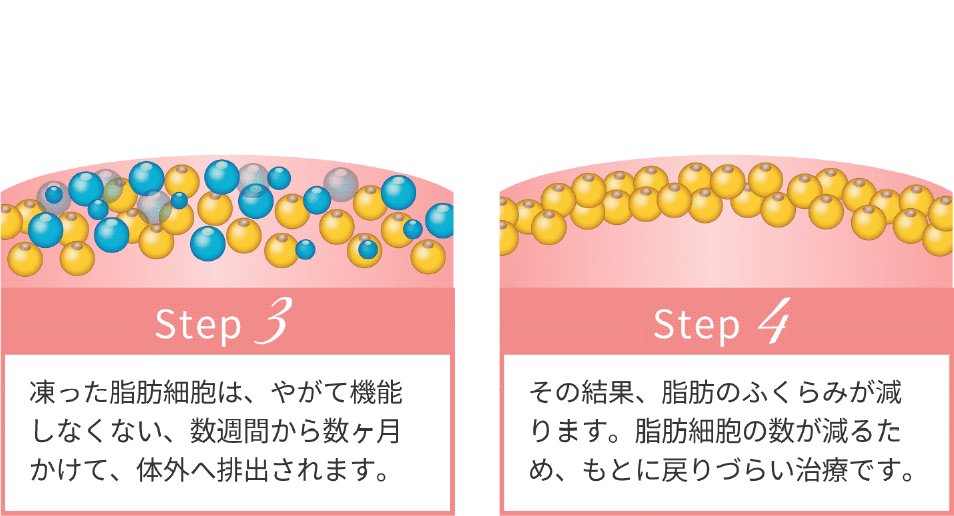 Step 3
凍った脂肪細胞は、やがて機能
しなくない、数週間から数ヶ月
かけて、体外へ排出されます。
Step 4
その結果、脂肪のふくらみが減
ります。脂肪細胞の数が減るた
め、もとに戻りづらい治療です。